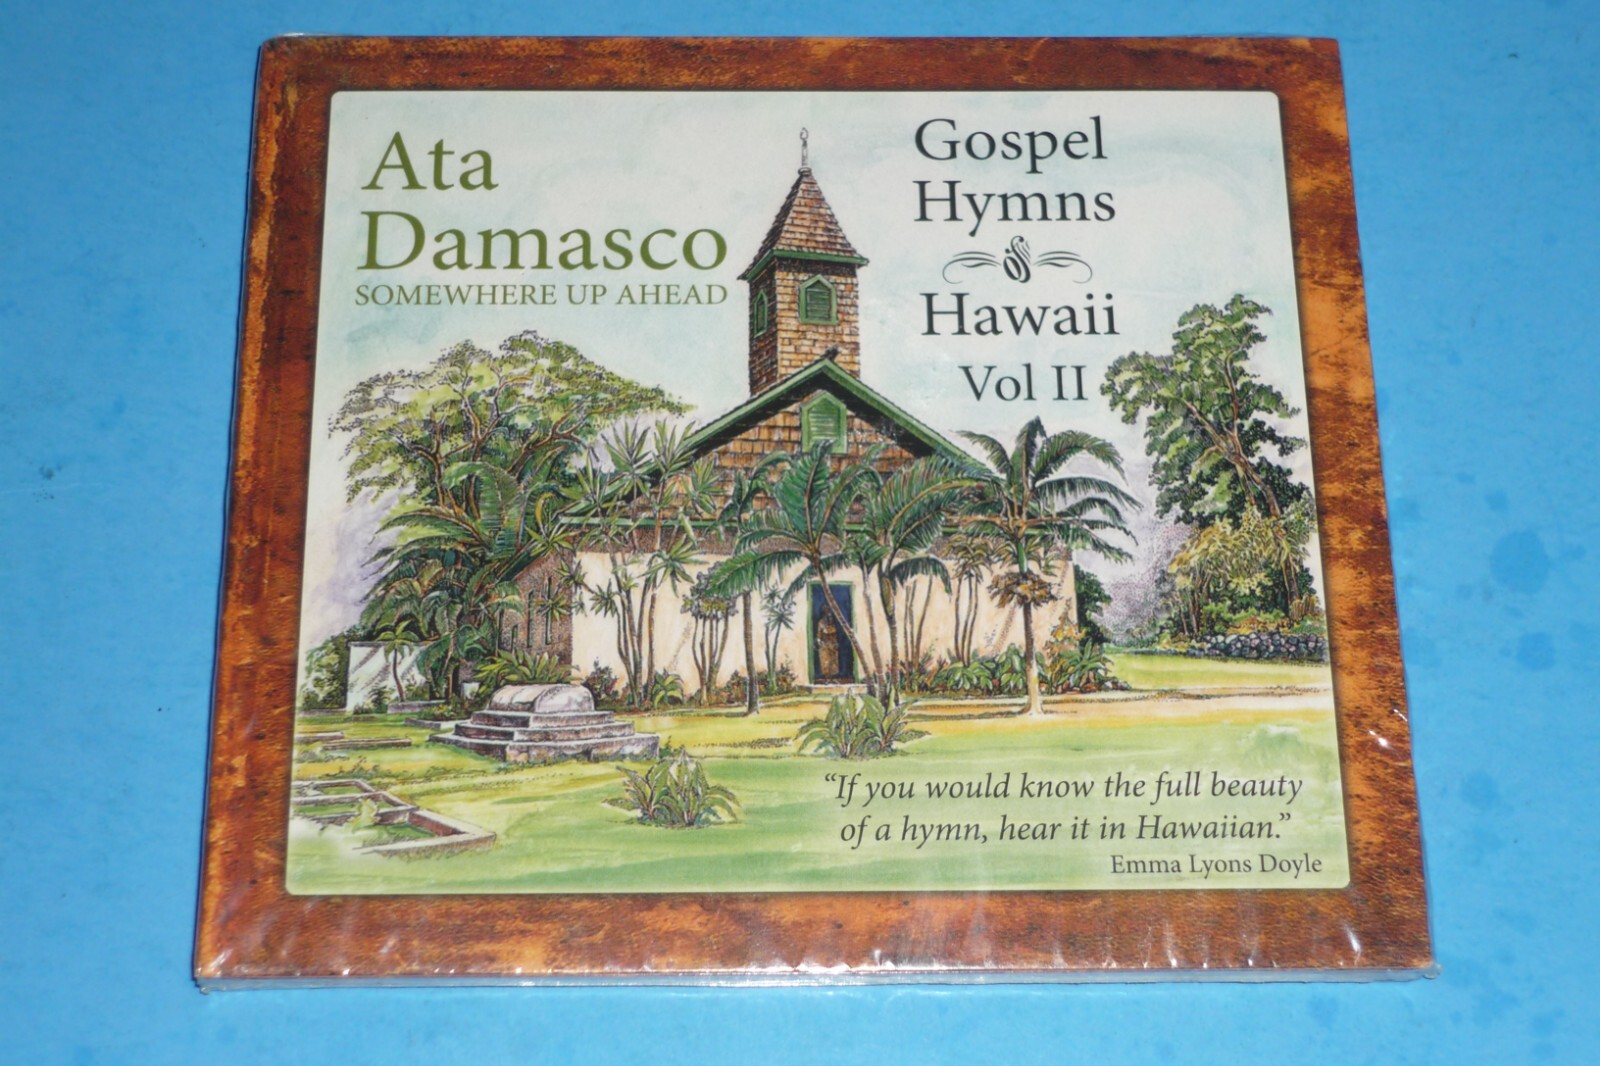 Ata
Damasco
SOMEWHERE UP AHEAD
Gospel
Hymns
of
Hawaii
Vol II
“If you would know the full beauty
of a hymn, hear it in Hawaiian.”
Emma Lyons Doyle